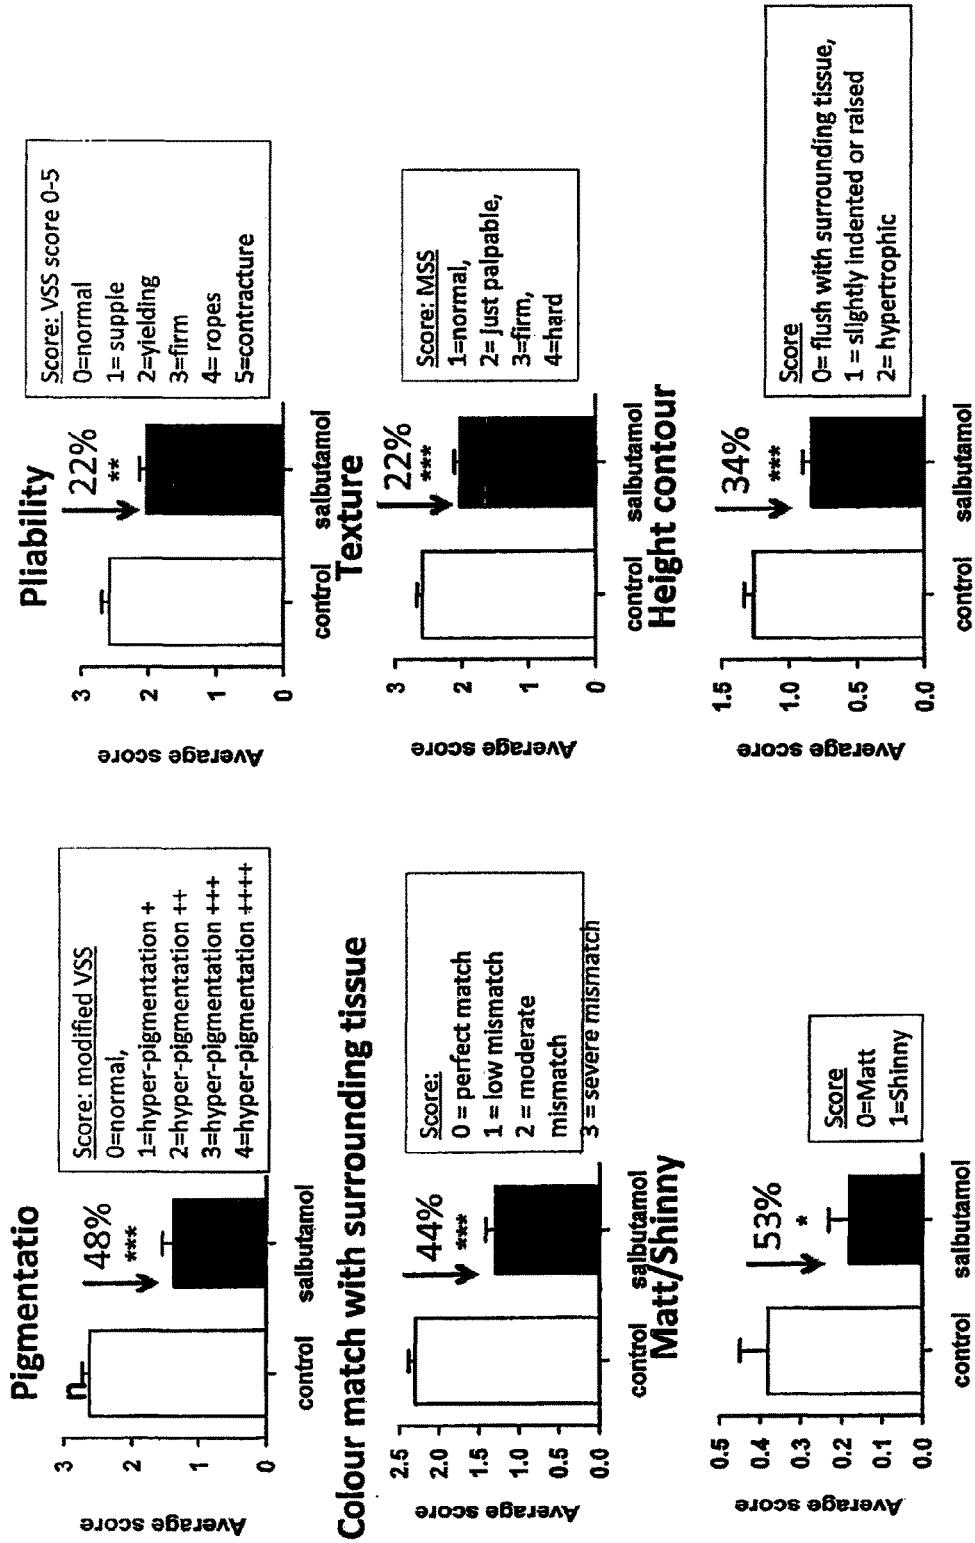 Pigmentatio
n
Average score
3
2
1
0
control
salbutamol
48%
***
Score: modified VSS
0=normal,
1=hyper-pigmentation +
2=hyper-pigmentation ++
3=hyper-pigmentation +++
4=hyper-pigmentation ++++
Pliability
Average score
3
2
1
0
control
salbutamol
22%
**
Score: VSS score 0-5
0=normal
1= supple
2=yielding
3=firm
4= ropes
5=contracture
Colour match with surrounding tissue
Average score
2.5
2.0
1.5
1.0
0.5
0.0
control
salbutamol
44%
***
Score:
0 = perfect match
1 = low mismatch
2 = moderate
mismatch
3 = severe mismatch
Texture
Average score
3
2
1
0
control
salbutamol
22%
***
Score: MSS
1=normal,
2= just palpable,
3=firm,
4=hard
Matt/Shinny
Average score
0.5
0.4
0.3
0.2
0.1
0.0
control
salbutamol
53%
*
Score
0=Matt
1=Shinny
Height contour
Average score
1.5
1.0
0.5
0.0
control
salbutamol
34%
***
Score
0= flush with surrounding tissue,
1 = slightly indented or raised
2= hypertrophic